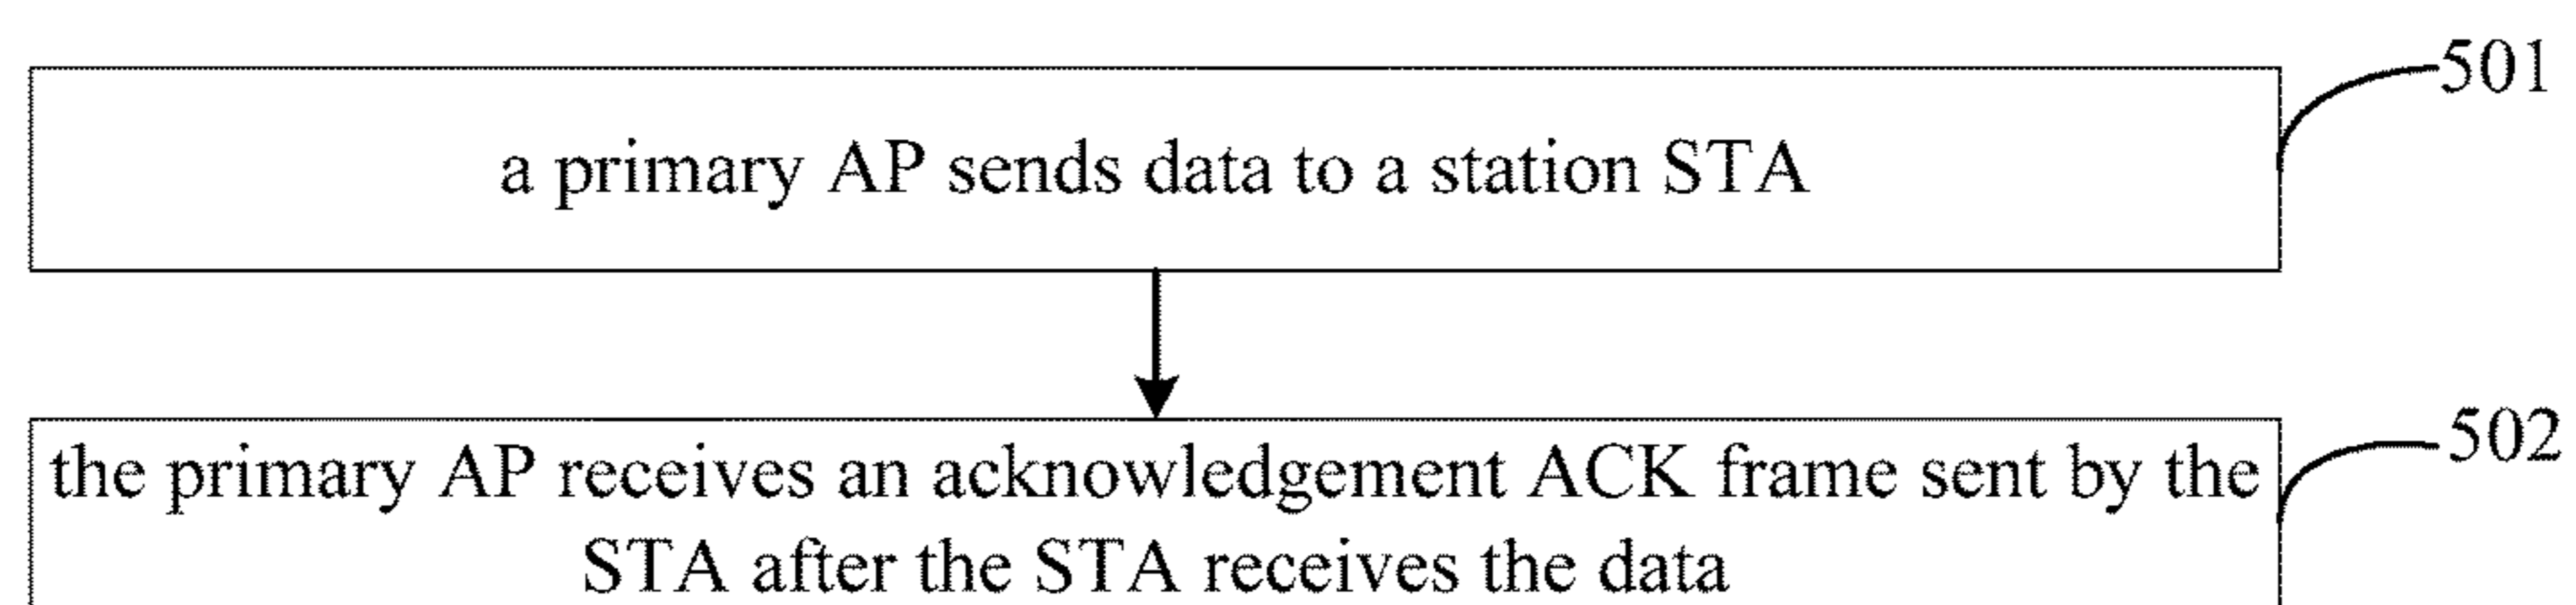 501
a primary AP sends data to a station STA
502
the primary AP receives an acknowledgement ACK frame sent by the
STA after the STA receives the data